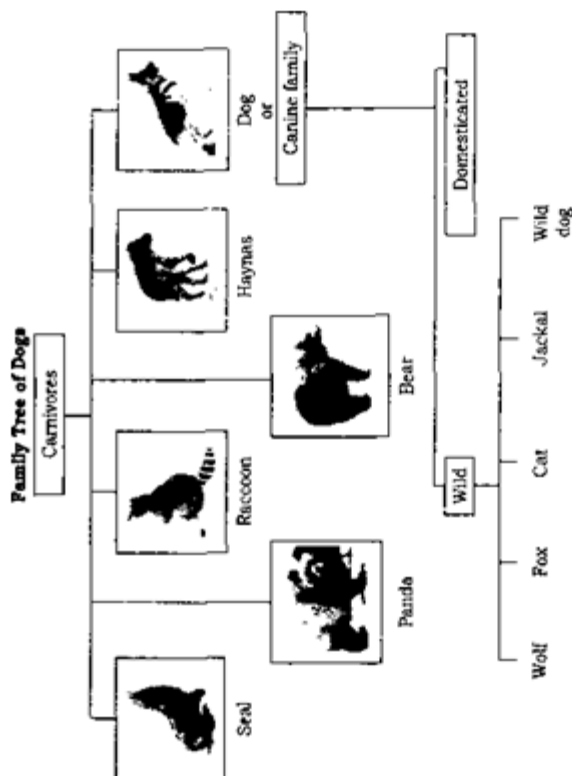 Family Tree of Dogs
Carnivores
Seal
Raccoon
Haynas
Dog
or
Canine family
Panda
Bear
Wild
Domesticated
Wolf
Fox
Cat
Jackal
Wild
dog